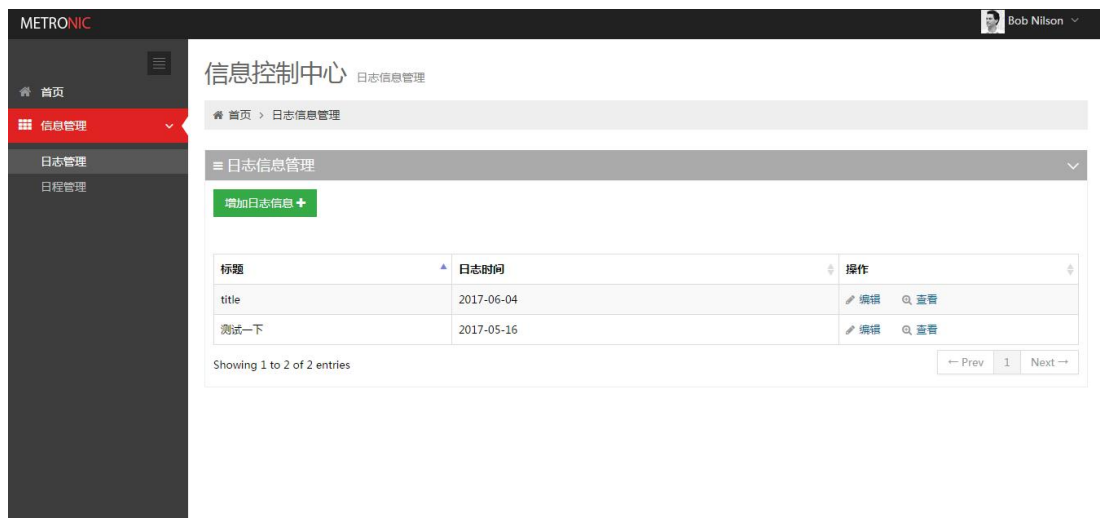 METRONIC
Bob Nilson
首页
信息管理
日志管理
日程管理
信息控制中心 日志信息管理
首页 > 日志信息管理
日志信息管理
增加日志信息
标题 日志时间 操作
title 2017-06-04 编辑 查看
测试一下 2017-05-16 编辑 查看
Showing 1 to 2 of 2 entries
← Prev 1 Next →